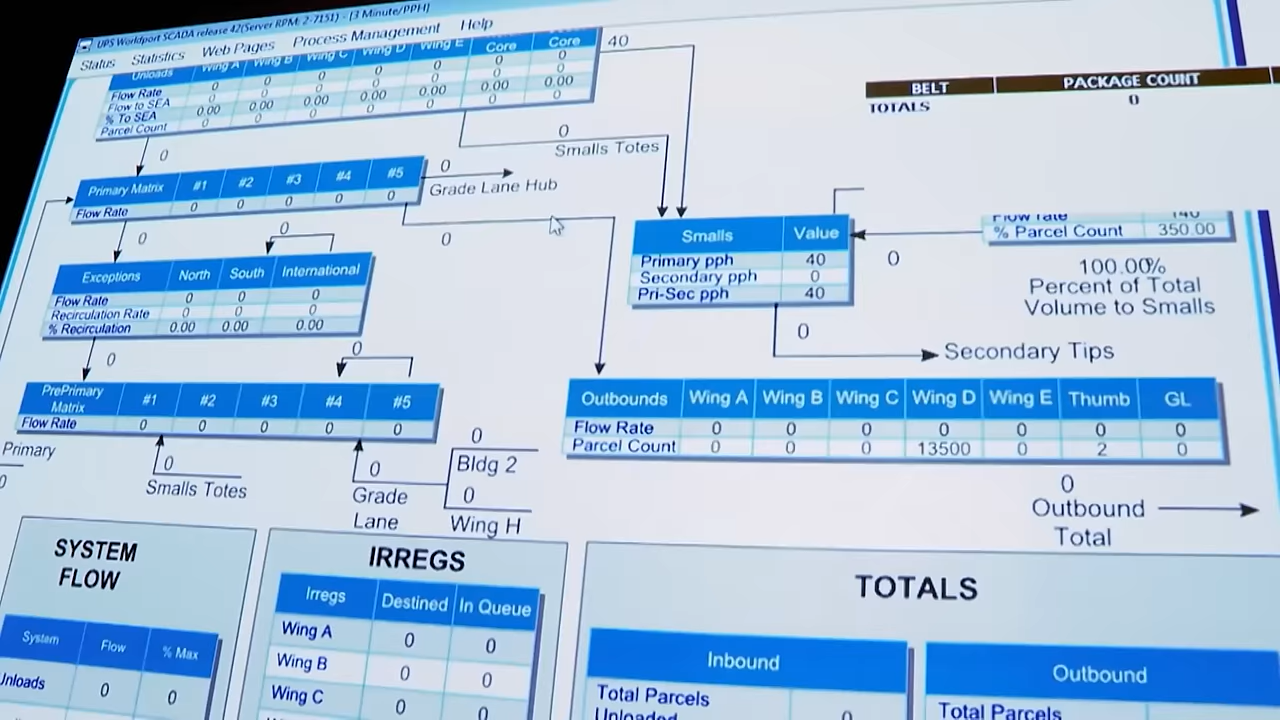 UPS Worldport SCADA release 42(Server RPM: 2-7151) - [3 Minute/PPH]
Status Statistics Web Pages Process Management Help
Unloads Wing A Wing B Wing C Wing D Wing E Core Core
Flow Rate 0 0 0 0 0 0 0
Flow to SEA 0 0 0 0 0 0 0
% To SEA 0.00 0.00 0.00 0.00 0.00 0.00 0.00
Parcel Count 0 0 0 0 0 0
40
BELT PACKAGE COUNT
TOTALS 0
0
0
Smalls Totes
Primary Matrix #1 #2 #3 #4 #5
Flow Rate 0 0 0 0 0
0
Grade Lane Hub
0
0
0
Smalls Value
Primary pph 40
Secondary pph 0
Pri-Sec pph 40
0
Flow rate 140
% Parcel Count 350.00
100.00%
Percent of Total
Volume to Smalls
Exceptions North South International
Flow Rate 0 0 0
Recirculation Rate 0 0 0
% Recirculation 0.00 0.00 0.00
0
Secondary Tips
0
0
PrePrimary
Matrix #1 #2 #3 #4 #5
Flow Rate 0 0 0 0 0
Outbounds Wing A Wing B Wing C Wing D Wing E Thumb GL
Flow Rate 0 0 0 0 0 0 0
Parcel Count 0 0 0 13500 0 2 0
Primary
0
0
Smalls Totes
0
Grade
Lane
0
Bldg 2
0
Wing H
0
Outbound
Total
SYSTEM
FLOW
System Flow % Max
Unloads 0 0
IRREGS
Irregs Destined In Queue
Wing A 0 0
Wing B 0 0
Wing C 0 0
TOTALS
Inbound
Total Parcels
Unloaded 0
Outbound
Total Parcels